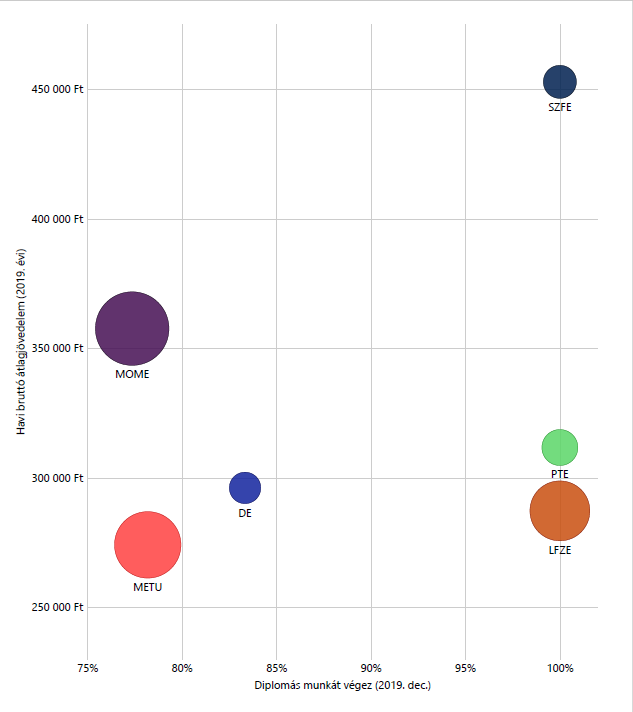 450 000 Ft
SZFE
400 000 Ft
Havi bruttó átlagjövedelem (2019. évi)
350 000 Ft
MOME
PTE
300 000 Ft
DE
LFZE
METU
250 000 Ft
75% 80% 85% 90% 95% 100%
Diplomás munkát végez (2019. dec.)